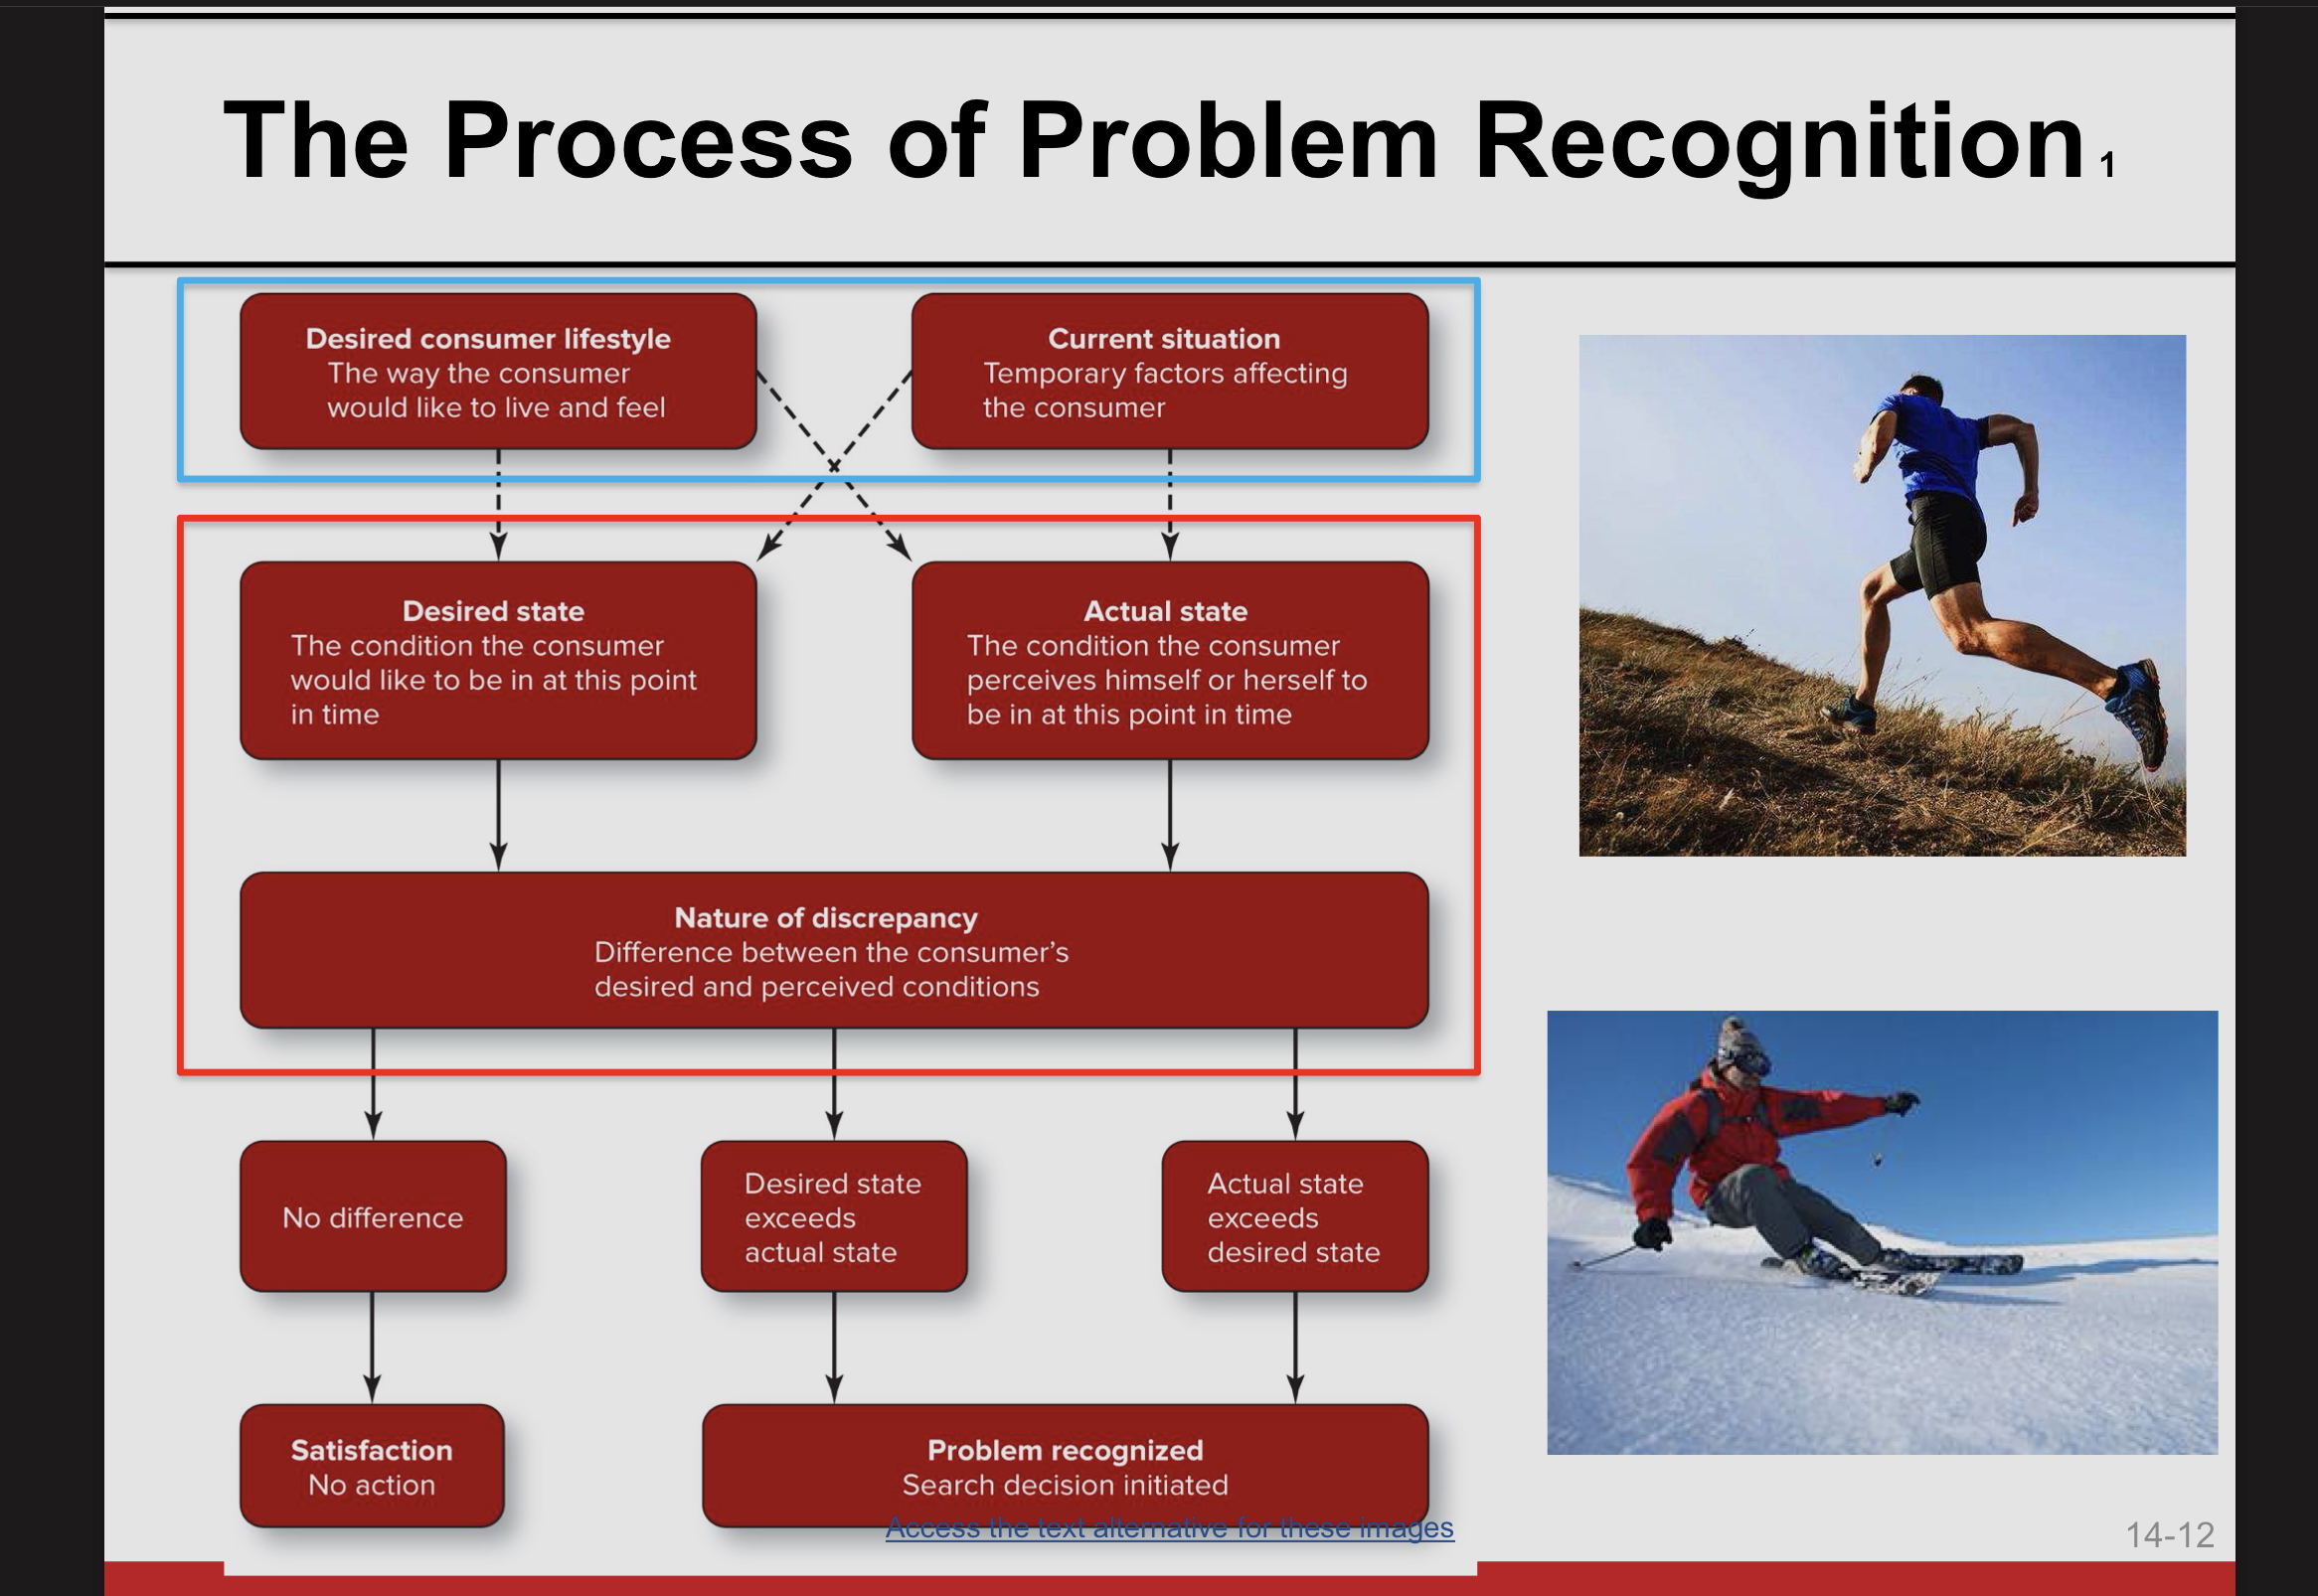 The Process of Problem Recognition 1
Desired consumer lifestyle
The way the consumer
would like to live and feel
Current situation
Temporary factors affecting
the consumer
Desired state
The condition the consumer
would like to be in at this point
in time
Actual state
The condition the consumer
perceives himself or herself to
be in at this point in time
Nature of discrepancy
Difference between the consumer's
desired and perceived conditions
No difference
Desired state
exceeds
actual state
Actual state
exceeds
desired state
Satisfaction
No action
Problem recognized
Search decision initiated
Access the text alternative for these images
14-12